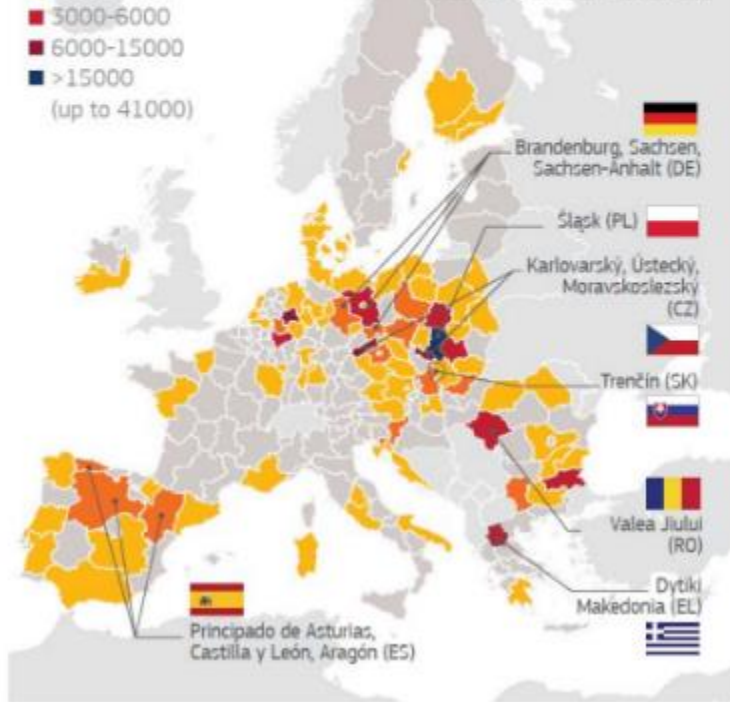 3000-6000
6000-15000
>15000
(up to 41000)
Brandenburg, Sachsen,
Sachsen-Anhalt (DE)
Śląsk (PL)
Karlovarský, Ústecký,
Moravskoslezský
(CZ)
Trenčín (SK)
Valea Jiului
(RO)
Dytiki
Makedonia (EL)
Principado de Asturias,
Castilla y León, Aragón (ES)